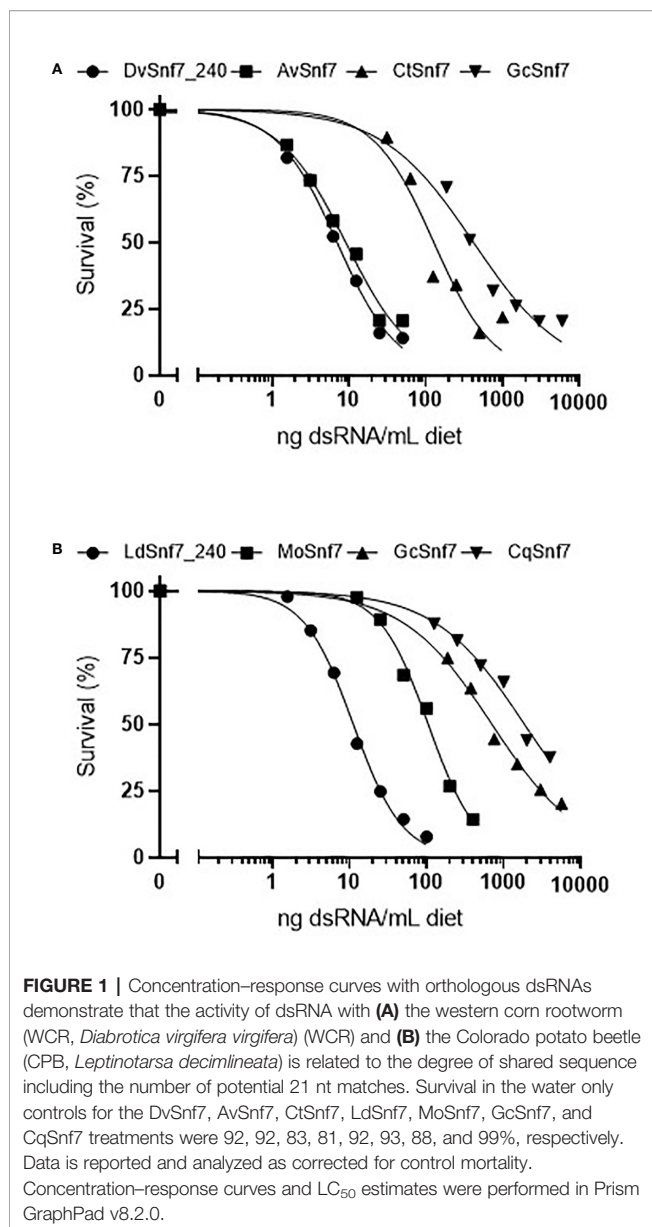 A DvSnf7_240 AvSnf7 CtSnf7 GcSnf7
100
75
50
25
0
Survival (%)
0 1 10 100 1000 10000
ng dsRNA/mL diet
B LdSnf7_240 MoSnf7 GcSnf7 CqSnf7
100
75
50
25
0
Survival (%)
0 1 10 100 1000 10000
ng dsRNA/mL diet
FIGURE 1 | Concentration–response curves with orthologous dsRNAs
demonstrate that the activity of dsRNA with (A) the western corn rootworm
(WCR, Diabrotica virgifera virgifera) (WCR) and (B) the Colorado potato beetle
(CPB, Leptinotarsa decimlineata) is related to the degree of shared sequence
including the number of potential 21 nt matches. Survival in the water only
controls for the DvSnf7, AvSnf7, CtSnf7, LdSnf7, MoSnf7, GcSnf7, and
CqSnf7 treatments were 92, 92, 83, 81, 92, 93, 88, and 99%, respectively.
Data is reported and analyzed as corrected for control mortality.
Concentration–response curves and LC50 estimates were performed in Prism
GraphPad v8.2.0.